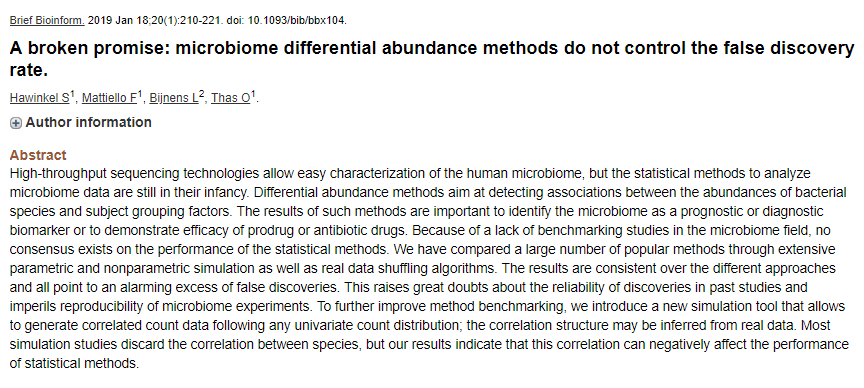 Brief Bioinform. 2019 Jan 18;20(1):210-221. doi: 10.1093/bib/bbx104.
A broken promise: microbiome differential abundance methods do not control the false discovery
rate.
Hawinkel S1, Mattiello F1, Bijnens L2, Thas O1.
Author information
Abstract
High-throughput sequencing technologies allow easy characterization of the human microbiome, but the statistical methods to analyze
microbiome data are still in their infancy. Differential abundance methods aim at detecting associations between the abundances of bacterial
species and subject grouping factors. The results of such methods are important to identify the microbiome as a prognostic or diagnostic
biomarker or to demonstrate efficacy of prodrug or antibiotic drugs. Because of a lack of benchmarking studies in the microbiome field, no
consensus exists on the performance of the statistical methods. We have compared a large number of popular methods through extensive
parametric and nonparametric simulation as well as real data shuffling algorithms. The results are consistent over the different approaches
and all point to an alarming excess of false discoveries. This raises great doubts about the reliability of discoveries in past studies and
imperils reproducibility of microbiome experiments. To further improve method benchmarking, we introduce a new simulation tool that allows
to generate correlated count data following any univariate count distribution; the correlation structure may be inferred from real data. Most
simulation studies discard the correlation between species, but our results indicate that this correlation can negatively affect the performance
of statistical methods.